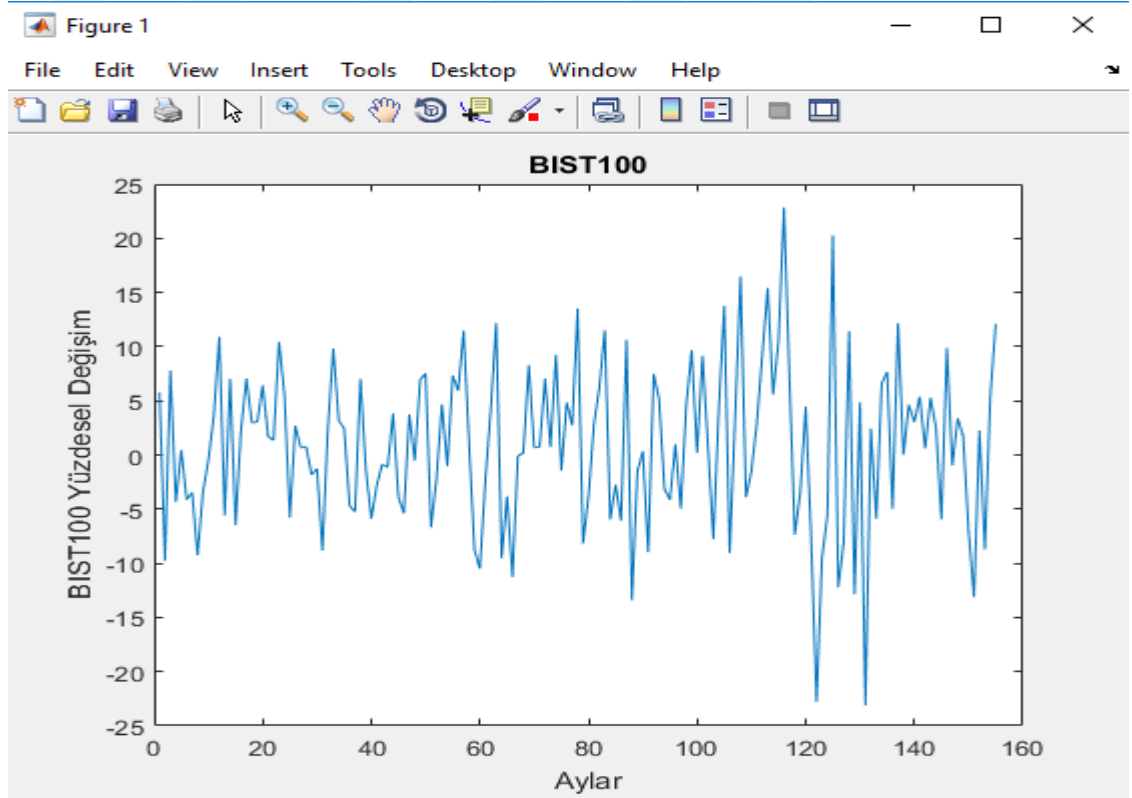 Figure 1
File Edit View Insert Tools Desktop Window Help
BIST100
BIST100 Yüzdesel Değişim
25
20
15
10
5
0
-5
-10
-15
-20
-25
0 20 40 60 80 100 120 140 160
Aylar